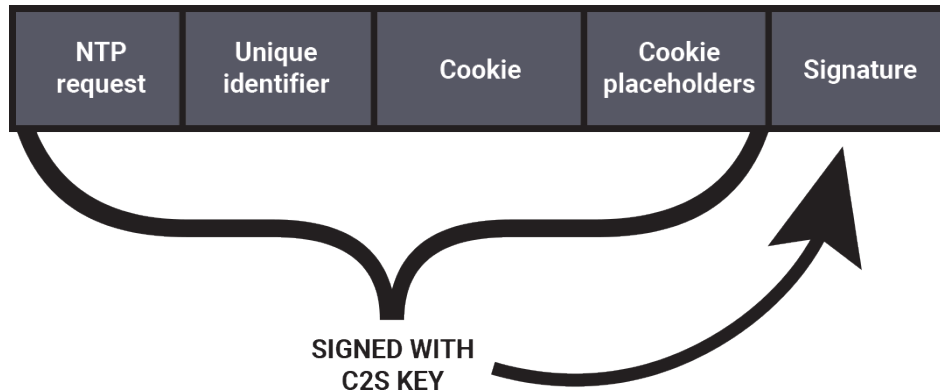 NTP
request
Unique
identifier
Cookie
Cookie
placeholders
Signature
SIGNED WITH
C2S KEY